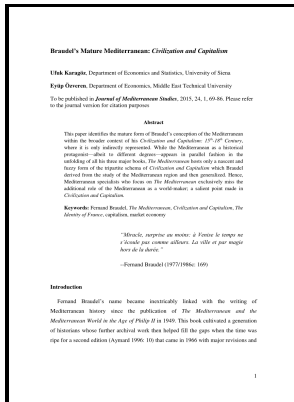 Braudel's Mature Mediterranean: Civilization and Capitalism
Ufuk Karagöz, Department of Economics and Statistics, University of Siena
Eyüp Özveren, Department of Economics, Middle East Technical University
To be published in Journal of Mediterranean Studies, 2015, 24, 1, 69-86. Please refer
to the journal version for citation purposes
Abstract
This paper identifies the mature form of Braudel's conception of the Mediterranean
within the broader context of his Civilization and Capitalism: 15th-18th Century,
where it is only indirectly represented. While the Mediterranean as a historical
protagonist—albeit to different degrees—appears in parallel fashion in the
unfolding of all his three major books, The Mediterranean hosts only a nascent and
fuzzy form of the tripartite schema of Civilization and Capitalism which Braudel
derived from the study of the Mediterranean region and then generalized. Hence,
Mediterranean specialists who focus on The Mediterranean exclusively miss the
additional role of the Mediterranean as a world-maker; a salient point made in
Civilization and Capitalism.
Keywords: Fernand Braudel, The Mediterranean, Civilization and Capitalism, The
Identity of France, capitalism, market economy
"Miracle, surprise au moins: à Venise le temps ne
s'écoule pas comme ailleurs. La ville est par magie
hors de la durée."
--Fernand Braudel (1977/1986c: 169)
Introduction
Fernand Braudel's name became inextricably linked with the writing of
Mediterranean history since the publication of The Mediterranean and the
Mediterranean World in the Age of Philip II in 1949. This book cultivated a generation
of historians whose further archival work then helped fill the gaps when the time was
ripe for a second edition (Aymard 1996: 10) that came in 1966 with major revisions and
1